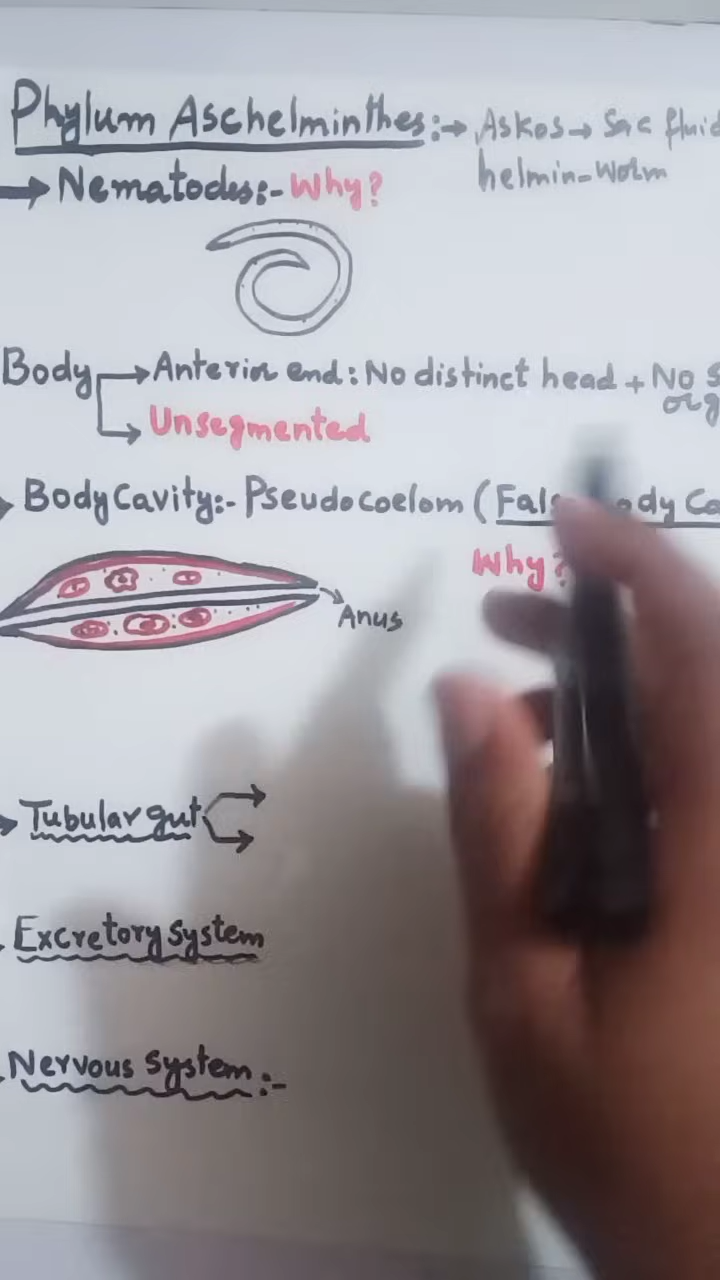 Phylum Aschelminthes:→ Askos → Sac fluid
helmin-Worm
→ Nematodes:- Why?
Body → Anterior end: No distinct head + No
→ Unsegmented
Body Cavity:- Pseudocoelom (
Why?
Anus
Tubular gut
Excretory System
Nervous System:-